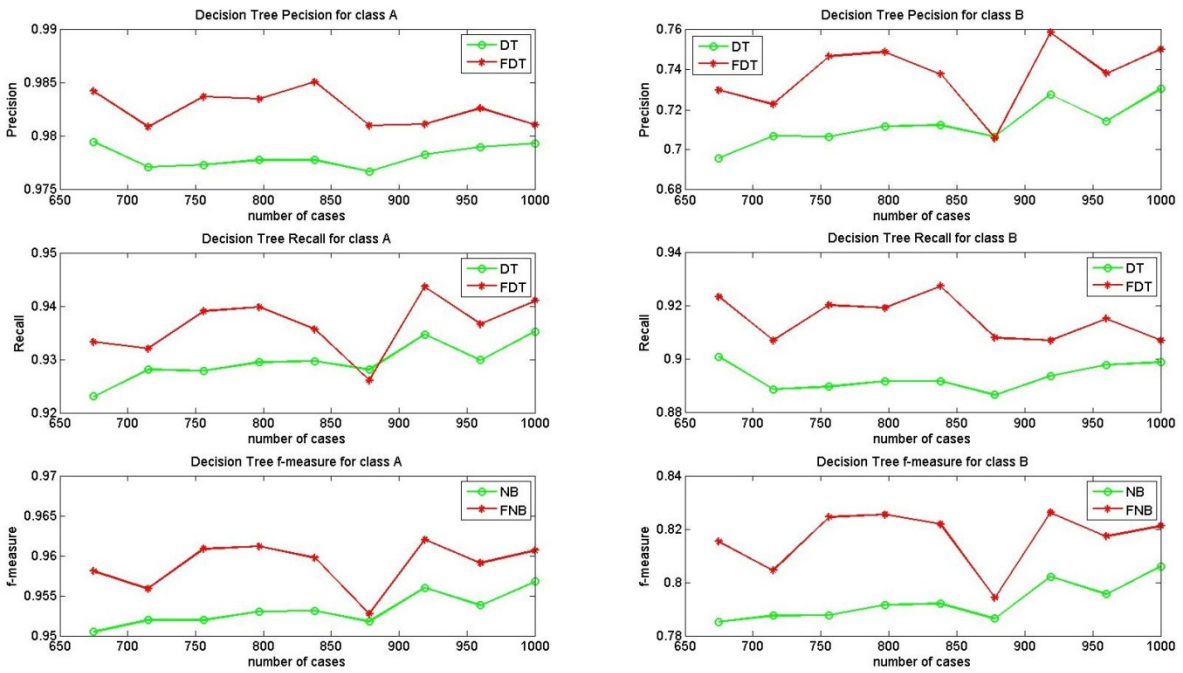 Decision Tree Pecision for class A
0.99
0.985
0.98
0.975
Precision
DT
FDT
650 700 750 800 850 900 950 1000
number of cases
Decision Tree Pecision for class B
0.76
0.74
0.72
0.7
0.68
Precision
DT
FDT
650 700 750 800 850 900 950 1000
number of cases
Decision Tree Recall for class A
0.95
0.94
0.93
0.92
Recall
DT
FDT
650 700 750 800 850 900 950 1000
number of cases
Decision Tree Recall for class B
0.94
0.92
0.9
0.88
Recall
DT
FDT
650 700 750 800 850 900 950 1000
number of cases
Decision Tree f-measure for class A
0.97
0.965
0.96
0.955
0.95
f-measure
NB
FNB
650 700 750 800 850 900 950 1000
number of cases
Decision Tree f-measure for class B
0.84
0.82
0.8
0.78
f-measure
NB
FNB
650 700 750 800 850 900 950 1000
number of cases